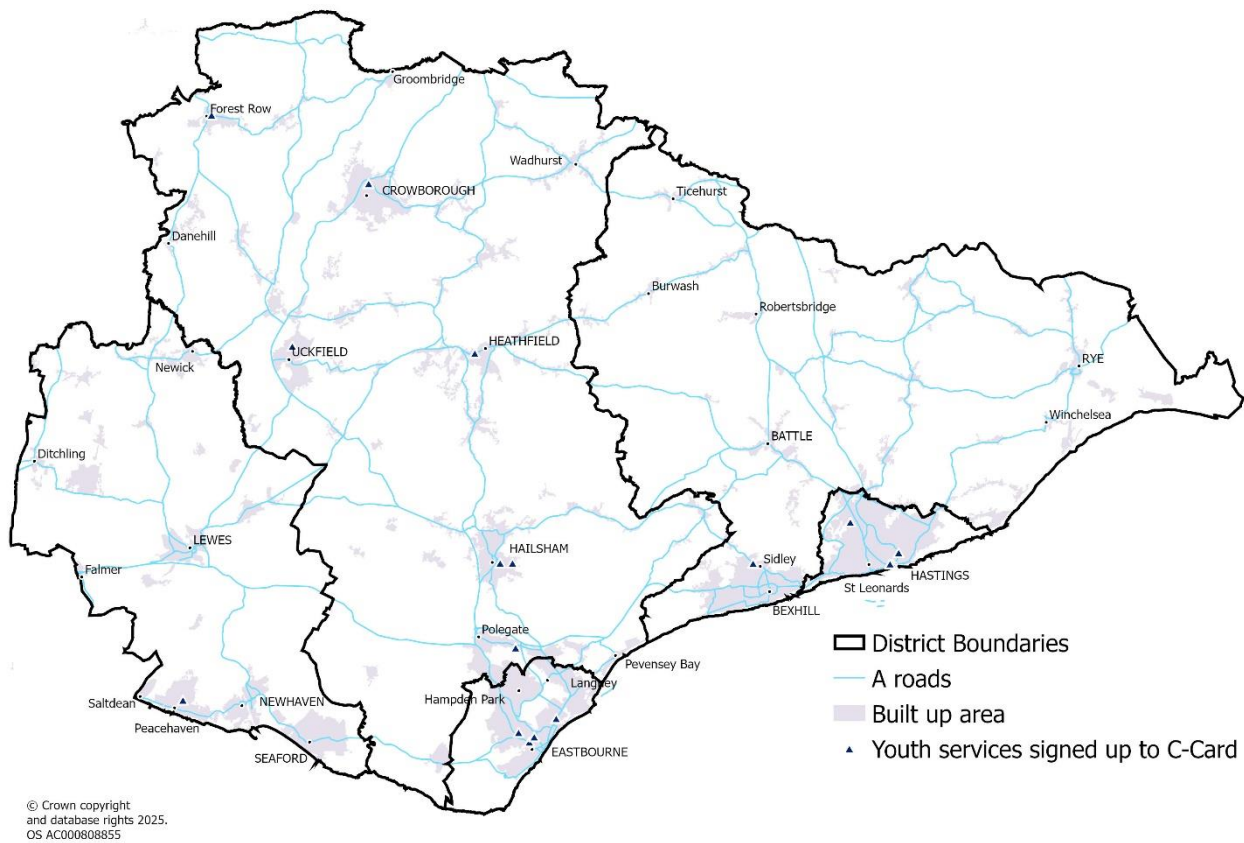 Groombridge
Forest Row
Wadhurst
CROWBOROUGH
Ticehurst
Danehill
Burwash
Robertsbridge
HEATHFIELD
UCKFIELD
Newick
RYE
Winchelsea
BATTLE
Ditchling
LEWES
HAILSHAM
Sidley
Falmer
HASTINGS
St Leonards
BEXHILL
Polegate
Pevensey Bay
Langney
Hampden Park
Saltdean
NEWHAVEN
Peacehaven
SEAFORD
EASTBOURNE
District Boundaries
A roads
Built up area
Youth services signed up to C-Card
© Crown copyright
and database rights 2025.
OS AC000808855